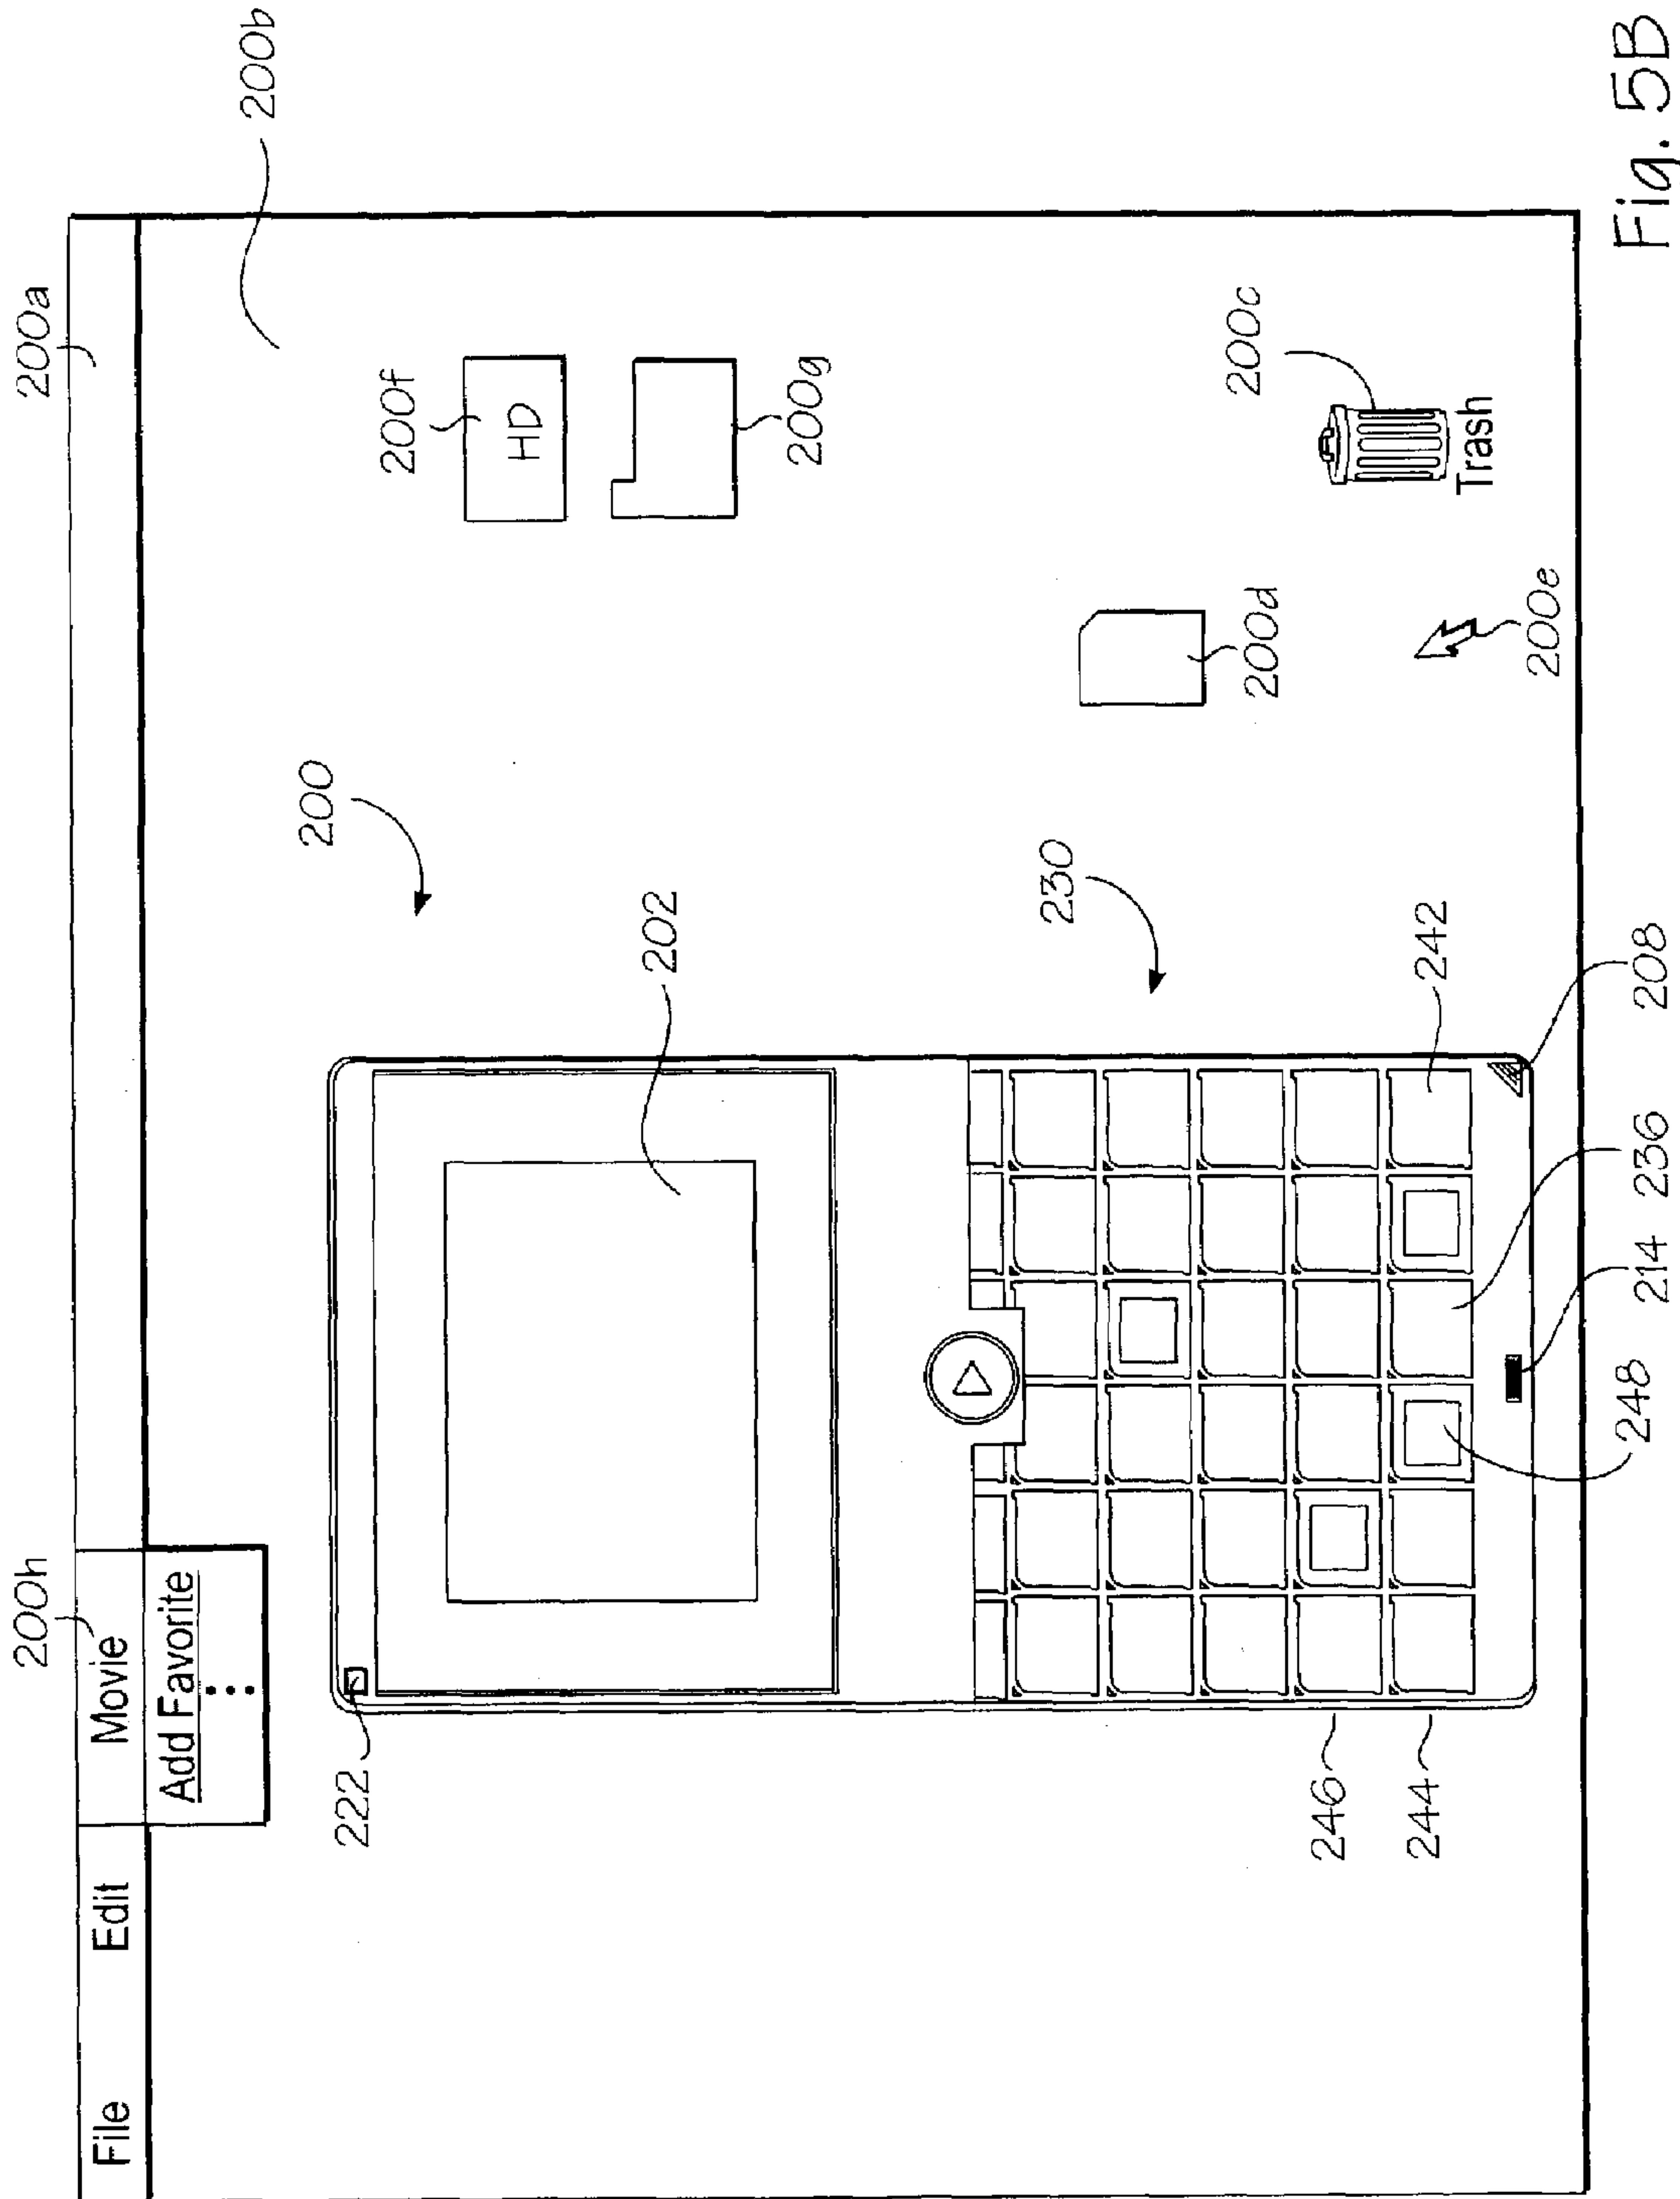 200a
200b
200h
File Edit Movie
Add Favorite
200
200f
HD
222
202
200g
230
200d
200c
Trash
246
244
242
200e
248
214
236
208
Fig. 5B